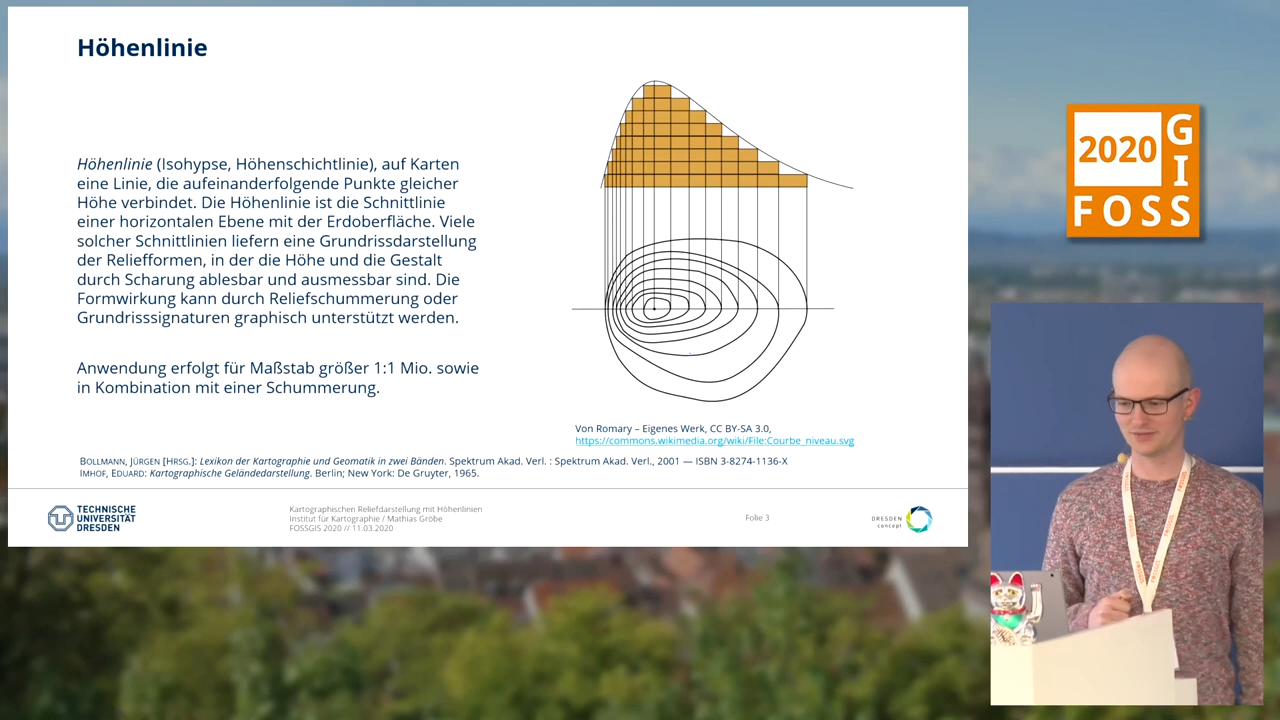 Höhenlinie
Höhenlinie (Isohypse, Höhenschichtlinie), auf Karten
eine Linie, die aufeinanderfolgende Punkte gleicher
Höhe verbindet. Die Höhenlinie ist die Schnittlinie
einer horizontalen Ebene mit der Erdoberfläche. Viele
solcher Schnittlinien liefern eine Grundrissdarstellung
der Reliefformen, in der die Höhe und die Gestalt
durch Scharung ablesbar und ausmessbar sind. Die
Formwirkung kann durch Reliefschummerung oder
Grundrisssignaturen graphisch unterstützt werden.
Anwendung erfolgt für Maßstab größer 1:1 Mio. sowie
in Kombination mit einer Schummerung.
Von Romary – Eigenes Werk, CC BY-SA 3.0,
https://commons.wikimedia.org/wiki/File:Courbe_niveau.svg
BOLLMANN, JÜRGEN [HRSG.]: Lexikon der Kartographie und Geomatik in zwei Bänden. Spektrum Akad. Verl. : Spektrum Akad. Verl., 2001 — ISBN 3-8274-1136-X
IMHOF, EDUARD: Kartographische Geländedarstellung. Berlin; New York: De Gruyter, 1965.
TECHNISCHE
UNIVERSITÄT
DRESDEN
Kartographischen Reliefdarstellung mit Höhenlinien
Institut für Kartographie / Mathias Gröbe
FOSSGIS 2020 // 11.03.2020
Folie 3
DRESDEN
concept
2020
GIS
FOSS